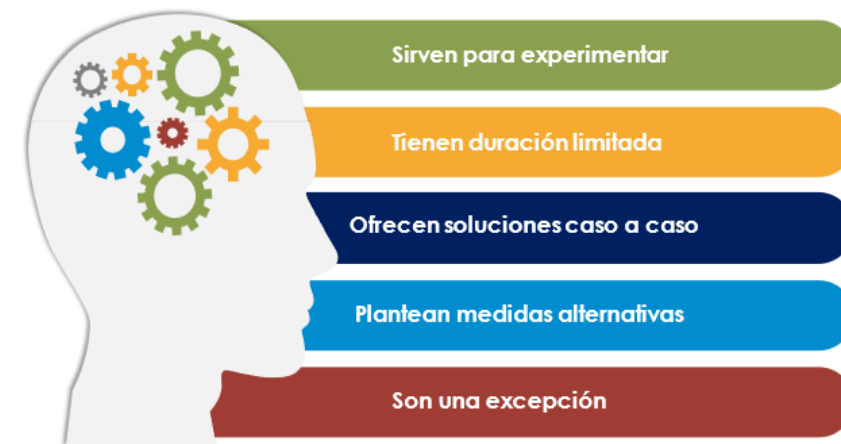 Sirven para experimentar
Tienen duración limitada
Ofrecen soluciones caso a caso
Plantean medidas alternativas
Son una excepción